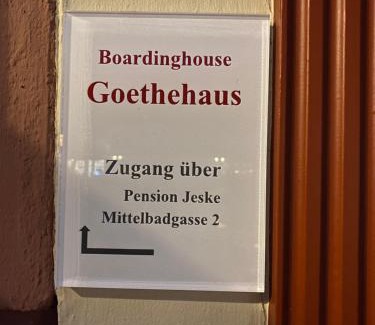 Boardinghouse
Goethehaus
Zugang über
Pension Jeske
Mittelbadgasse 2